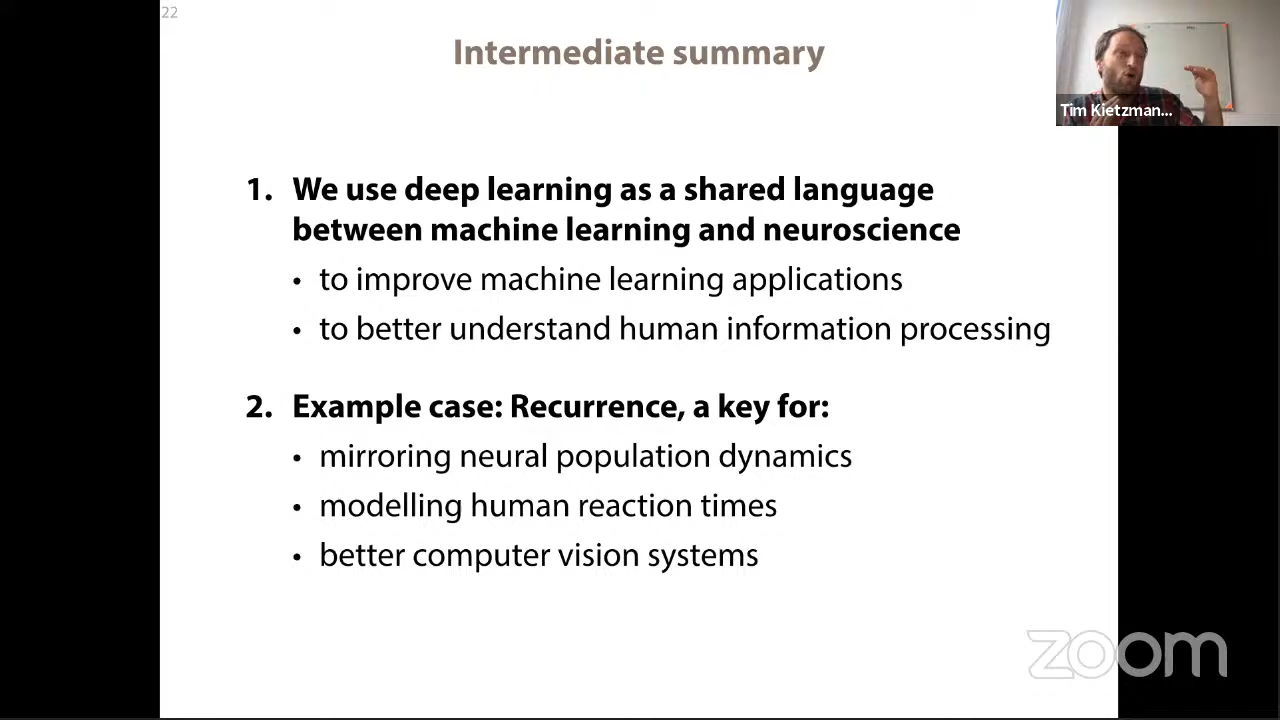 22
Intermediate summary
Tim Kietzman...
1. We use deep learning as a shared language
between machine learning and neuroscience
• to improve machine learning applications
• to better understand human information processing
2. Example case: Recurrence, a key for:
• mirroring neural population dynamics
• modelling human reaction times
• better computer vision systems
zoom